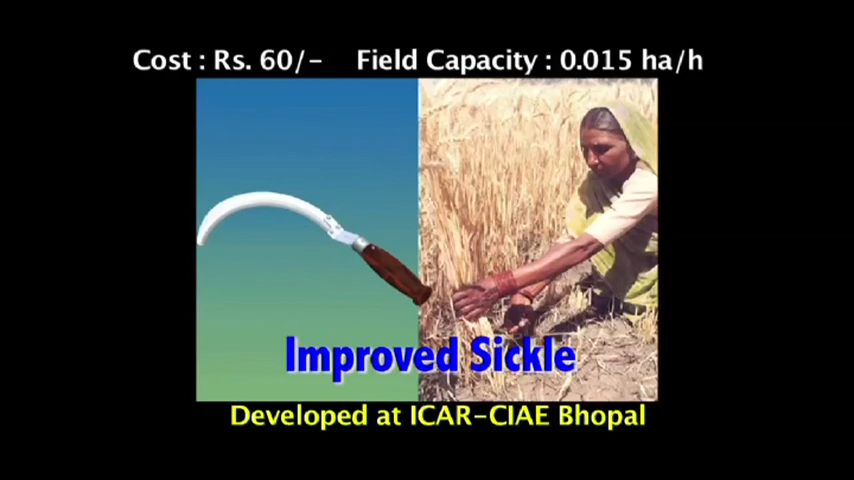 Cost : Rs. 60/- Field Capacity : 0.015 ha/h
Improved Sickle
Developed at ICAR-CIAE Bhopal